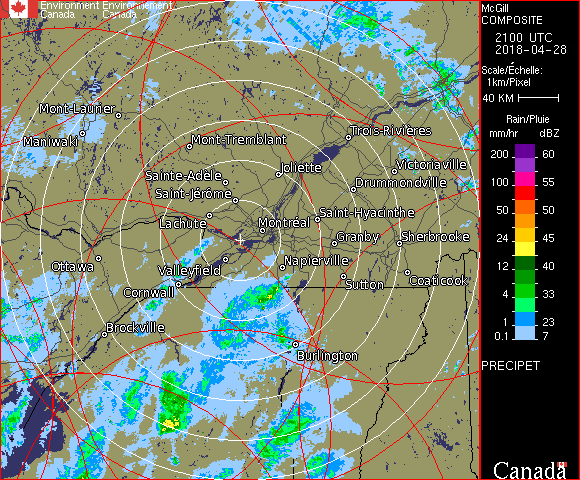 Environment Environnement
Canada Canada
Mont-Laurier
Maniwaki
Mont-Tremblant
Trois-Rivières
Sainte-Adèle
Joliette
Victoriaville
Saint-Jérôme
Drummondville
Lachute
Montréal
Saint-Hyacinthe
Granby
Sherbrooke
Ottawa
Valleyfield
Napierville
Cornwall
Sutton
Coaticook
Brockville
Burlington
McGill
COMPOSITE
2100 UTC
2018-04-28
Scale/Échelle:
1km/Pixel
40 KM
Rain/Pluie
mm/hr dBZ
200 60
55
100 55
50 50
24 45
12 40
4 33
1 23
0.1 7
PRECIPET
Canada